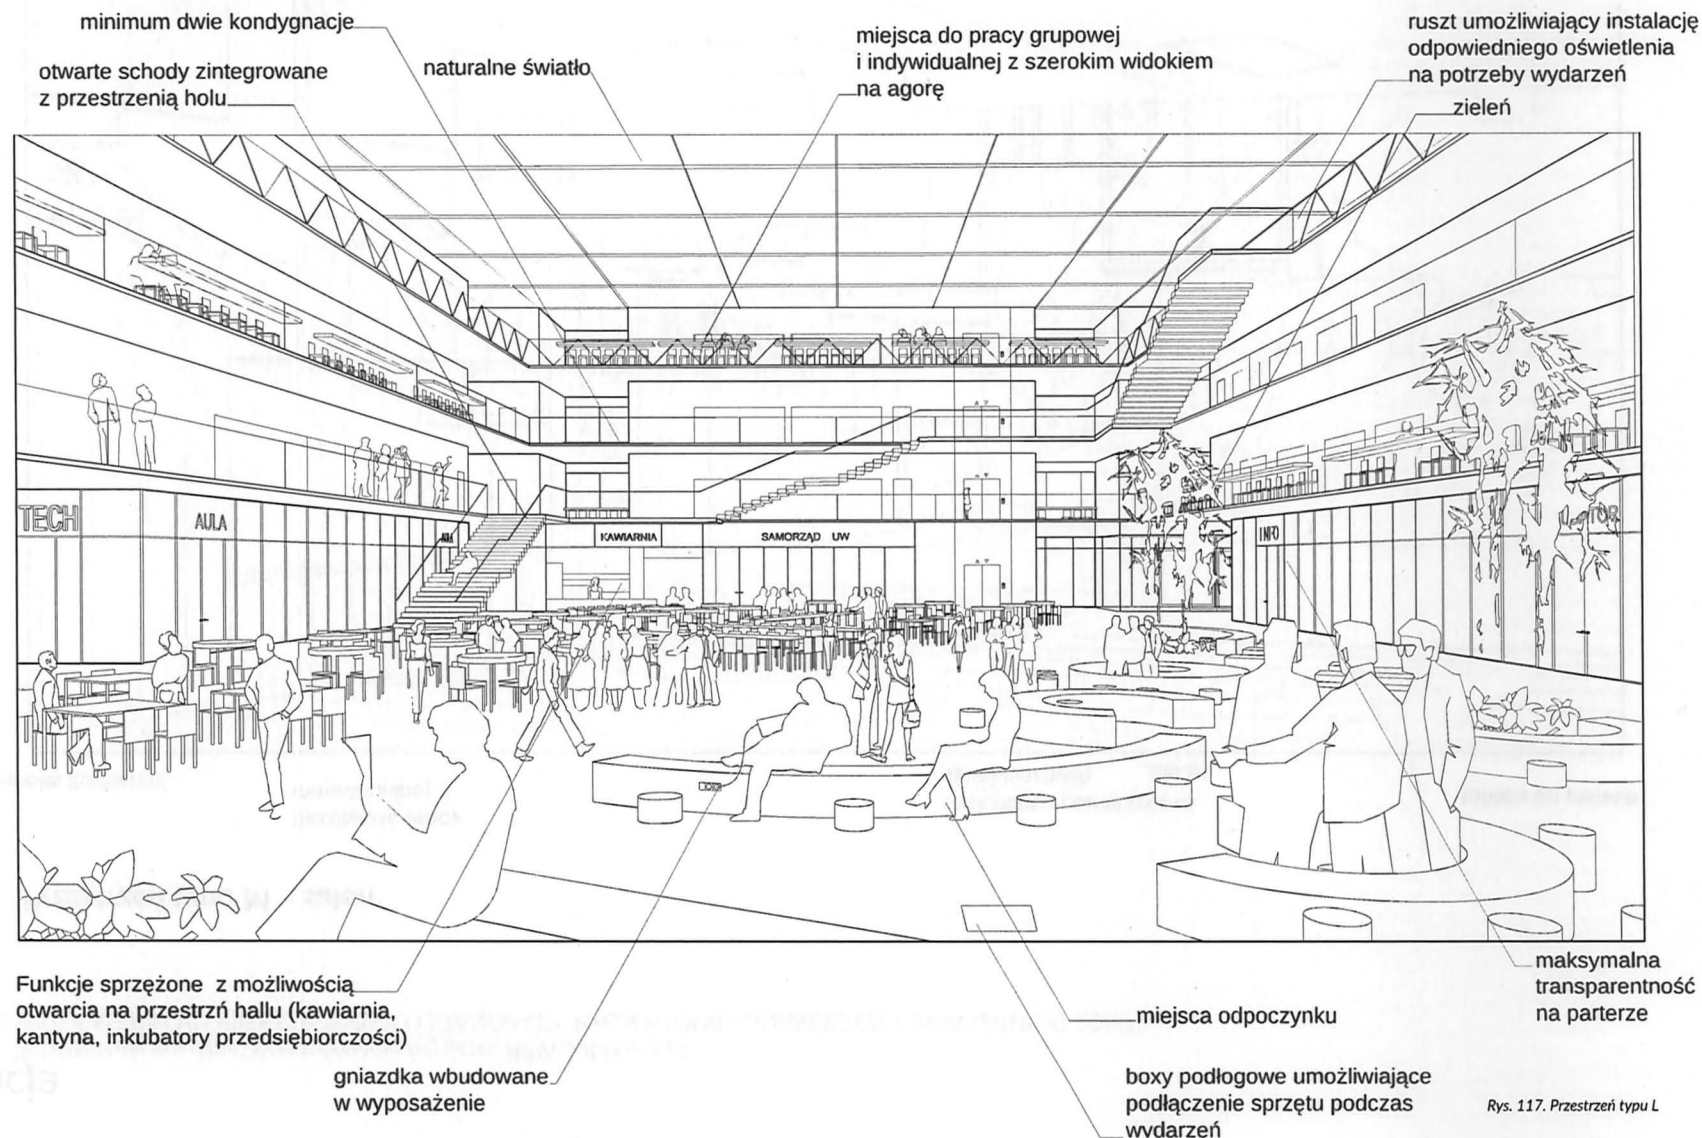 minimum dwie kondygnacje
otwarte schody zintegrowane
z przestrzenią holu
naturalne światło
miejsca do pracy grupowej
i indywidualnej z szerokim widokiem
na agorę
ruszt umożliwiający instalację
odpowiedniego oświetlenia
na potrzeby wydarzeń
zieleń
TECH
AULA
KAWIARNIA
SAMORZĄD UW
INFO
Funkcje sprzężone z możliwością
otwarcia na przestrzń hallu (kawiarnia,
kantyna, inkubatory przedsiębiorczości)
gniazdka wbudowane
w wyposażenie
miejsca odpoczynku
boxy podłogowe umożliwiające
podłączenie sprzętu podczas
wydarzeń
maksymalna
transparentność
na parterze
Rys. 117. Przestrzeń typu L